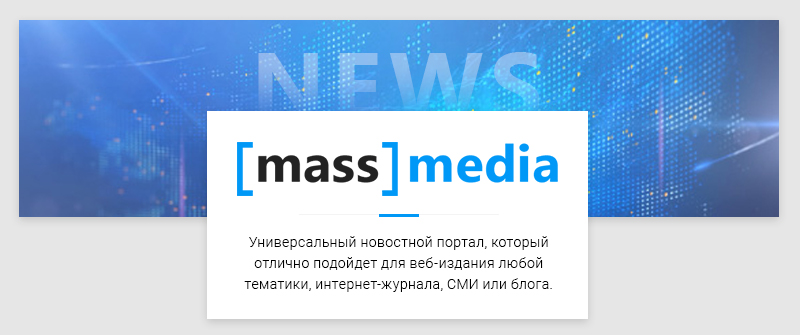 NEWS
[mass]media
Универсальный новостной портал, который
отлично подойдет для веб-издания любой
тематики, интернет-журнала, СМИ или блога.